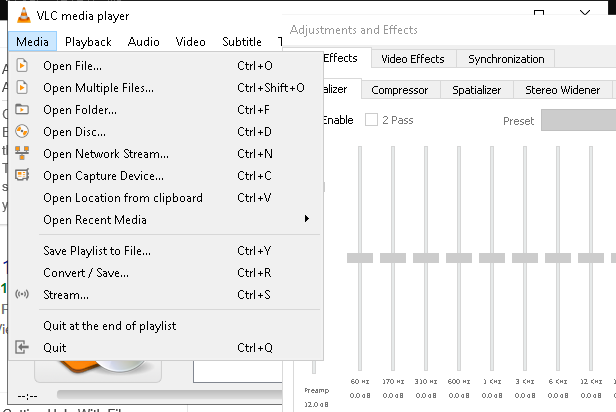 VLC media player
Adjustments and Effects
Media Playback Audio Video Subtitle
Effects Video Effects Synchronization
Compressor Spatializer Stereo Widener
Enable 2 Pass Preset
Open File... Ctrl+O
Open Multiple Files... Ctrl+Shift+O
Open Folder... Ctrl+F
Open Disc... Ctrl+D
Open Network Stream... Ctrl+N
Open Capture Device... Ctrl+C
Open Location from clipboard Ctrl+V
Open Recent Media
Save Playlist to File... Ctrl+Y
Convert / Save... Ctrl+R
Stream... Ctrl+S
Quit at the end of playlist
Quit Ctrl+Q
60 Hz 170 Hz 310 Hz 600 Hz 1 KHz 3 KHz 6 KHz 12 KHz
Preamp 0.0 dB 0.0 dB 0.0 dB 0.0 dB 0.0 dB 0.0 dB 0.0 dB 0.0 dB
12.0 dB
--:--